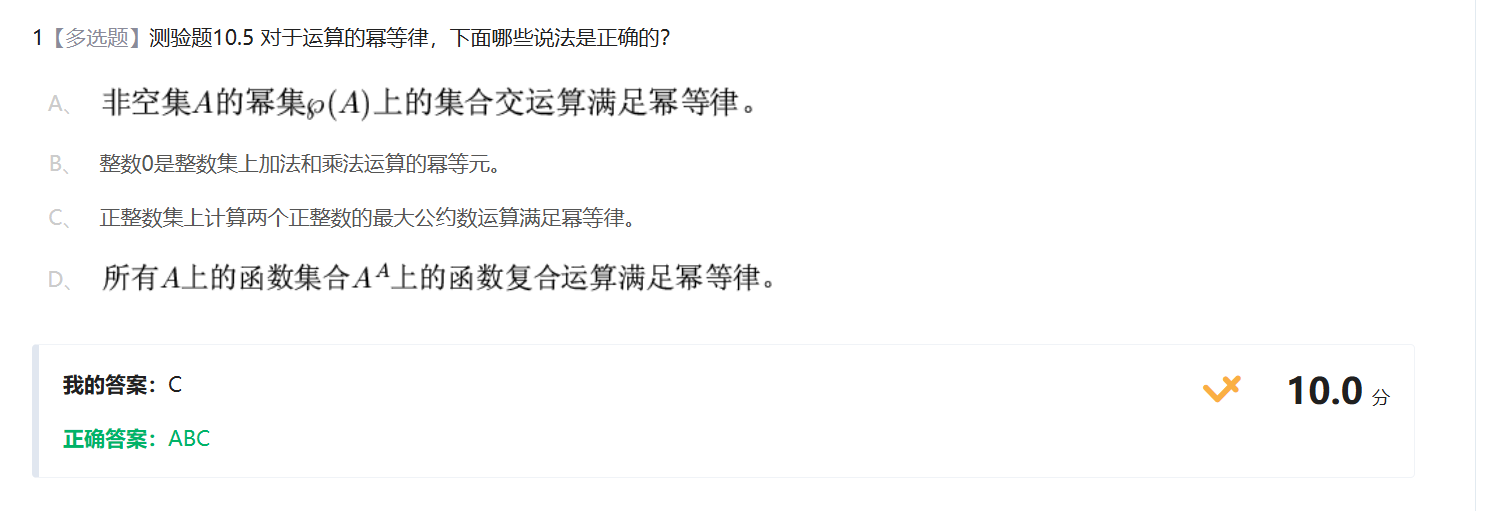 1【多选题】测验题10.5 对于运算的幂等律，下面哪些说法是正确的？
A、 非空集A的幂集℘(A)上的集合交运算满足幂等律。
B、 整数0是整数集上加法和乘法运算的幂等元。
C、 正整数集上计算两个正整数的最大公约数运算满足幂等律。
D、 所有A上的函数集合Aᴬ上的函数复合运算满足幂等律。
我的答案：C
10.0 分
正确答案：ABC